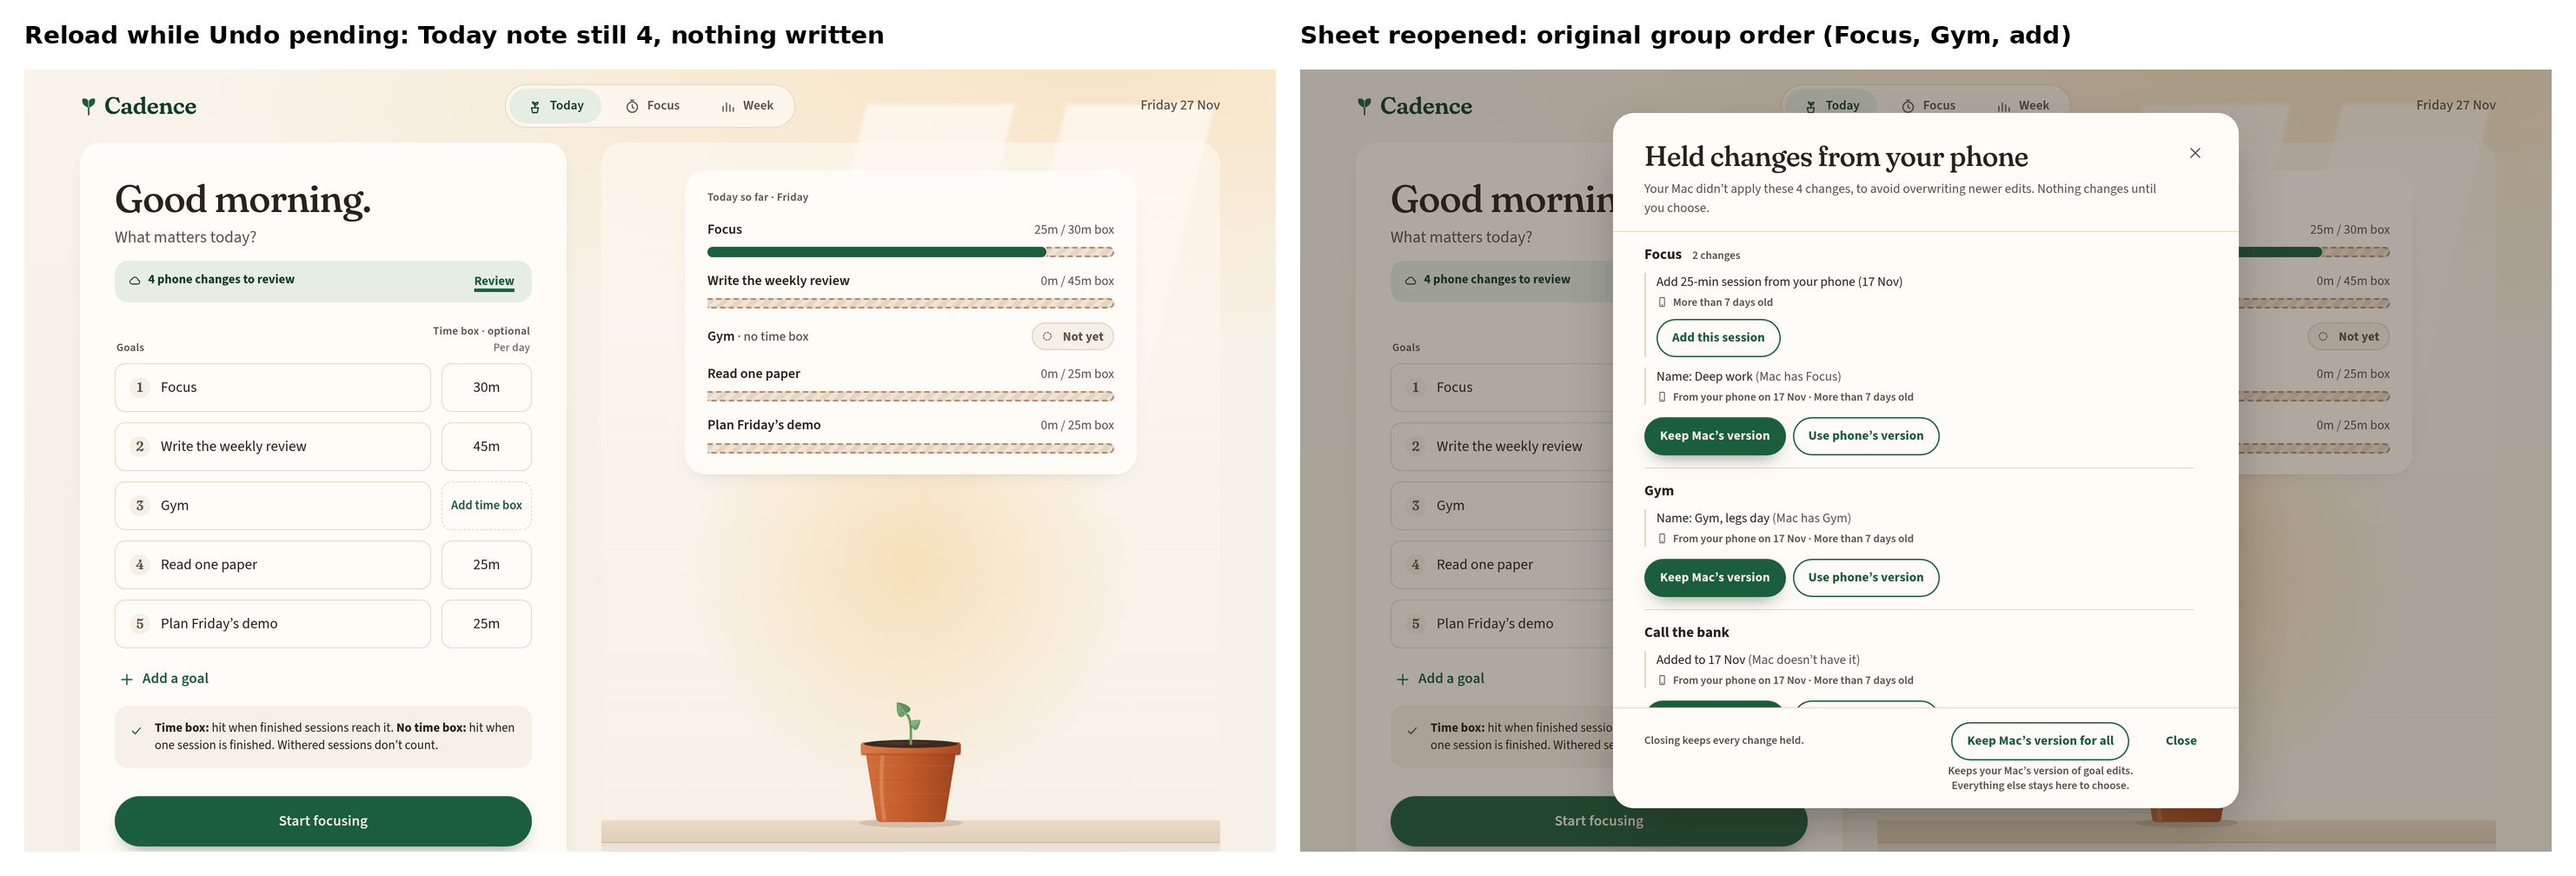 Reload while Undo pending: Today note still 4, nothing written
Cadence
Today
Focus
Week
Friday 27 Nov
Good morning.
What matters today?
4 phone changes to review
Review
Time box · optional
Goals
Per day
1 Focus 30m
2 Write the weekly review 45m
3 Gym Add time box
4 Read one paper 25m
5 Plan Friday’s demo 25m
Add a goal
Time box: hit when finished sessions reach it. No time box: hit when
one session is finished. Withered sessions don’t count.
Start focusing
Today so far · Friday
Focus 25m / 30m box
Write the weekly review 0m / 45m box
Gym · no time box Not yet
Read one paper 0m / 25m box
Plan Friday’s demo 0m / 25m box
Sheet reopened: original group order (Focus, Gym, add)
Cadence
Today
Focus
Week
Friday 27 Nov
Good mornin
What matters today?
4 phone changes to review
Goals
1 Focus
2 Write the weekly review
3 Gym
4 Read one paper
5 Plan Friday’s demo
Add a goal
Time box: hit when finished sessio
one session is finished. Withered se
Start focusing
25m / 30m box
0m / 45m box
Not yet
0m / 25m box
0m / 25m box
Held changes from your phone
Your Mac didn’t apply these 4 changes, to avoid overwriting newer edits. Nothing changes until
you choose.
Focus 2 changes
Add 25-min session from your phone (17 Nov)
More than 7 days old
Add this session
Name: Deep work (Mac has Focus)
From your phone on 17 Nov · More than 7 days old
Keep Mac’s version
Use phone’s version
Gym
Name: Gym, legs day (Mac has Gym)
From your phone on 17 Nov · More than 7 days old
Keep Mac’s version
Use phone’s version
Call the bank
Added to 17 Nov (Mac doesn’t have it)
From your phone on 17 Nov · More than 7 days old
Closing keeps every change held.
Keep Mac’s version for all
Close
Keeps your Mac’s version of goal edits.
Everything else stays here to choose.